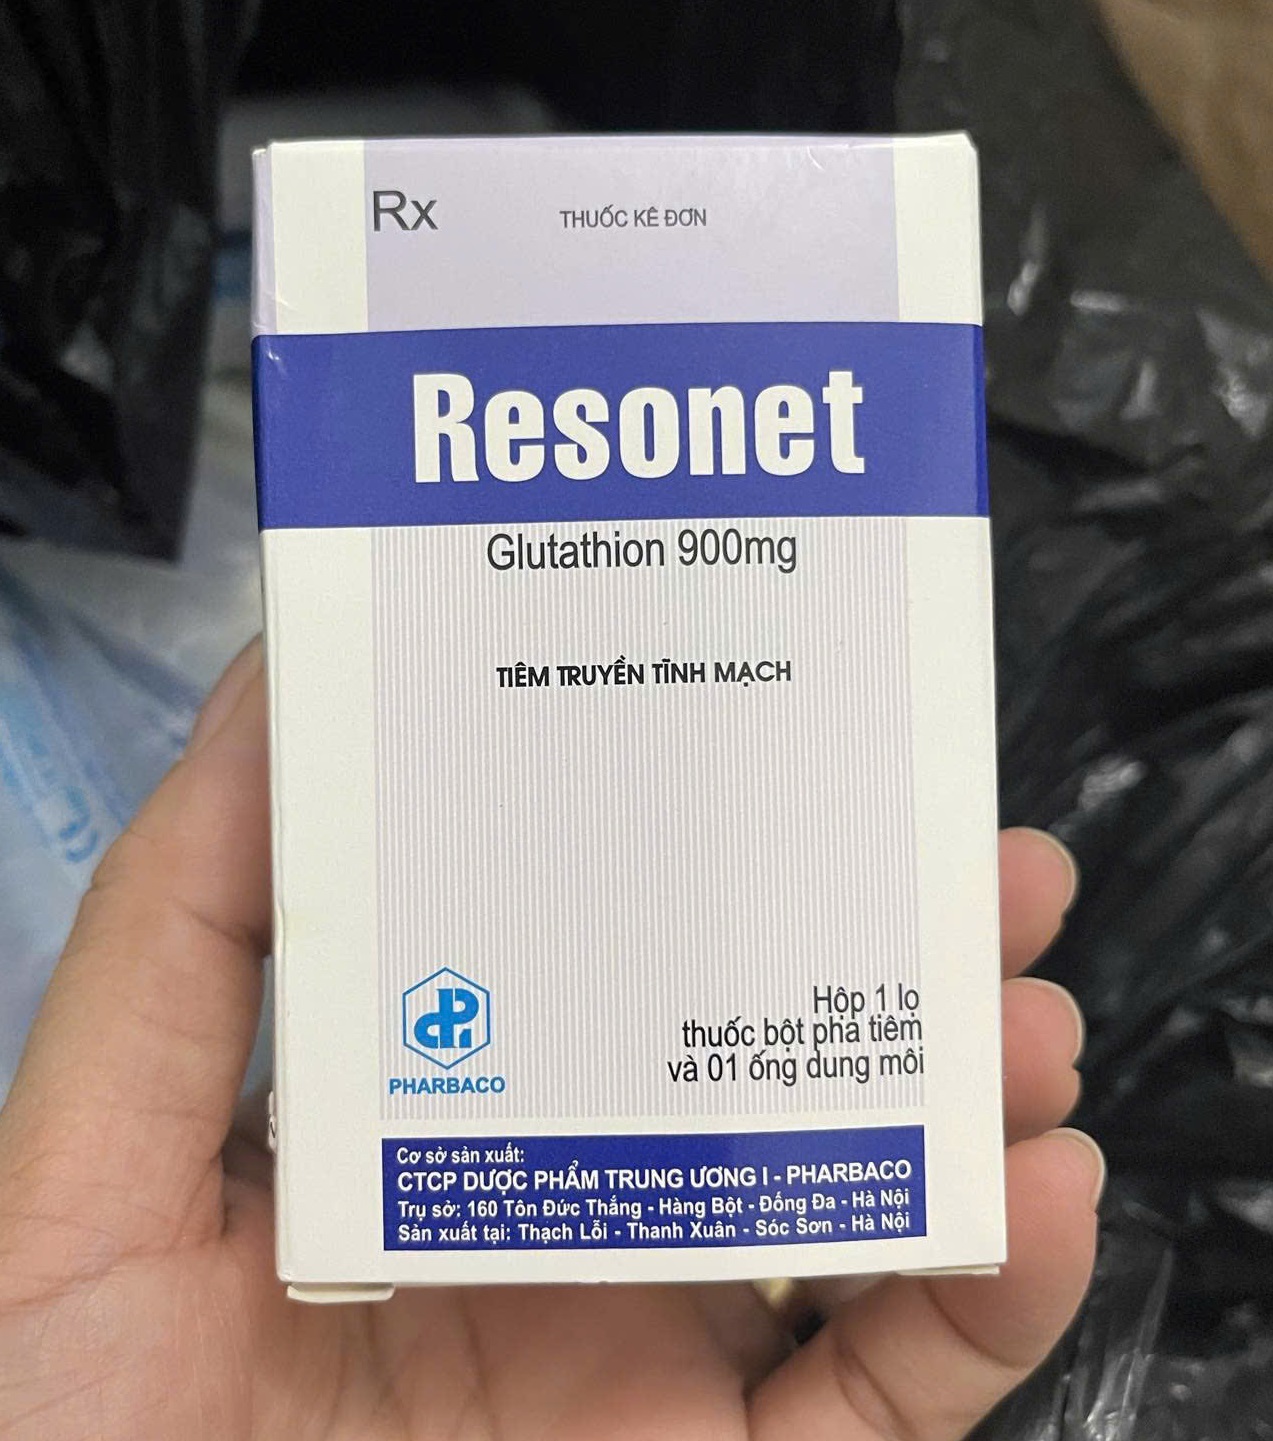 Rx
THUỐC KÊ ĐƠN
Resonet
Glutathion 900mg
TIÊM TRUYỀN TĨNH MẠCH
Hộp 1 lọ
thuốc bột pha tiêm
và 01 ống dung môi
PHARBACO
Cơ sở sản xuất:
CTCP DƯỢC PHẨM TRUNG ƯƠNG I - PHARBACO
Trụ sở: 160 Tôn Đức Thắng - Hàng Bột - Đống Đa - Hà Nội
Sản xuất tại: Thạch Lỗi - Thanh Xuân - Sóc Sơn - Hà Nội